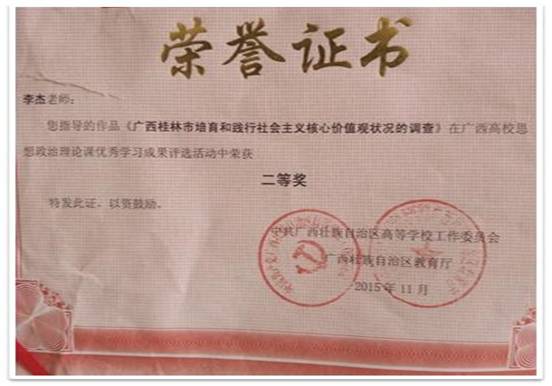 荣誉证书
李杰老师：
您指导的作品《广西桂林市培育和践行社会主义核心价值观状况的调查》在广西高校思
想政治理论课优秀学习成果评选活动中荣获
二等奖
特发此证，以资鼓励。
中共广西壮族自治区高等学校工作委员会
广西壮族自治区教育厅
2015年11月